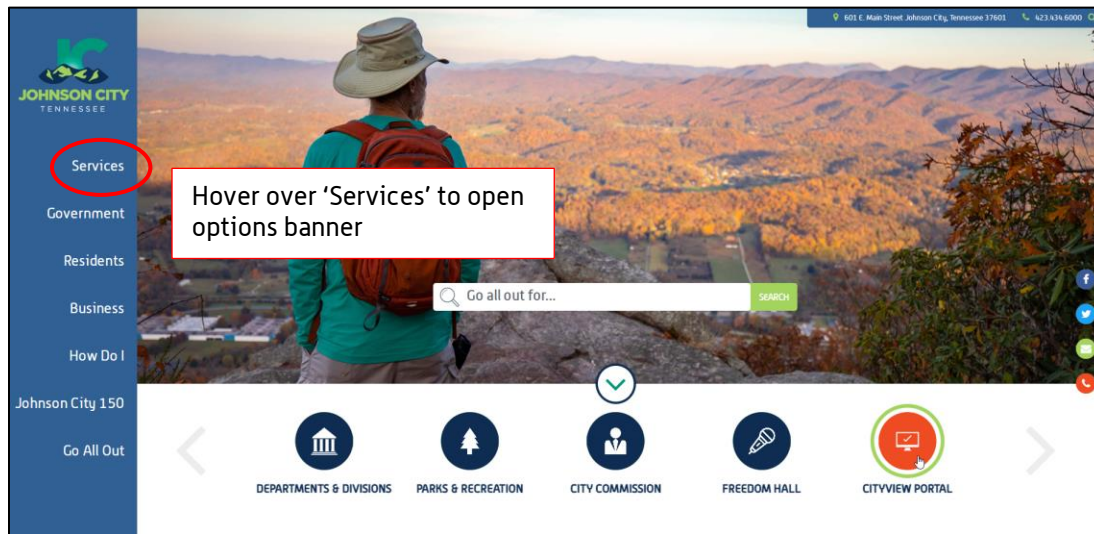 601 E. Main Street Johnson City, Tennessee 37601 423.434.6000
JOHNSON CITY
TENNESSEE
Services
Hover over ‘Services’ to open
options banner
Government
Residents
Business
How Do I
Johnson City 150
Go All Out
Go all out for...
SEARCH
DEPARTMENTS & DIVISIONS PARKS & RECREATION CITY COMMISSION FREEDOM HALL CITYVIEW PORTAL